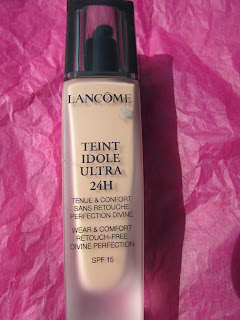 LANCÔME
TEINT
IDOLE
ULTRA
24H
TENUE & CONFORT
SANS RETOUCHE
PERFECTION DIVINE
WEAR & COMFORT
RETOUCH-FREE
DIVINE PERFECTION
SPF 15